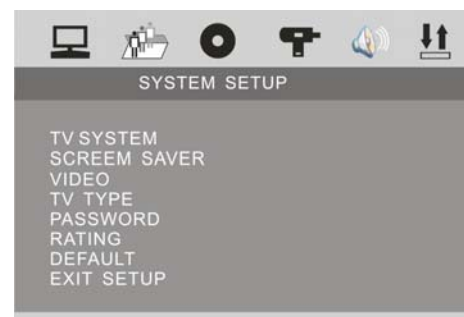 SYSTEM SETUP
TV SYSTEM
SCREEM SAVER
VIDEO
TV TYPE
PASSWORD
RATING
DEFAULT
EXIT SETUP